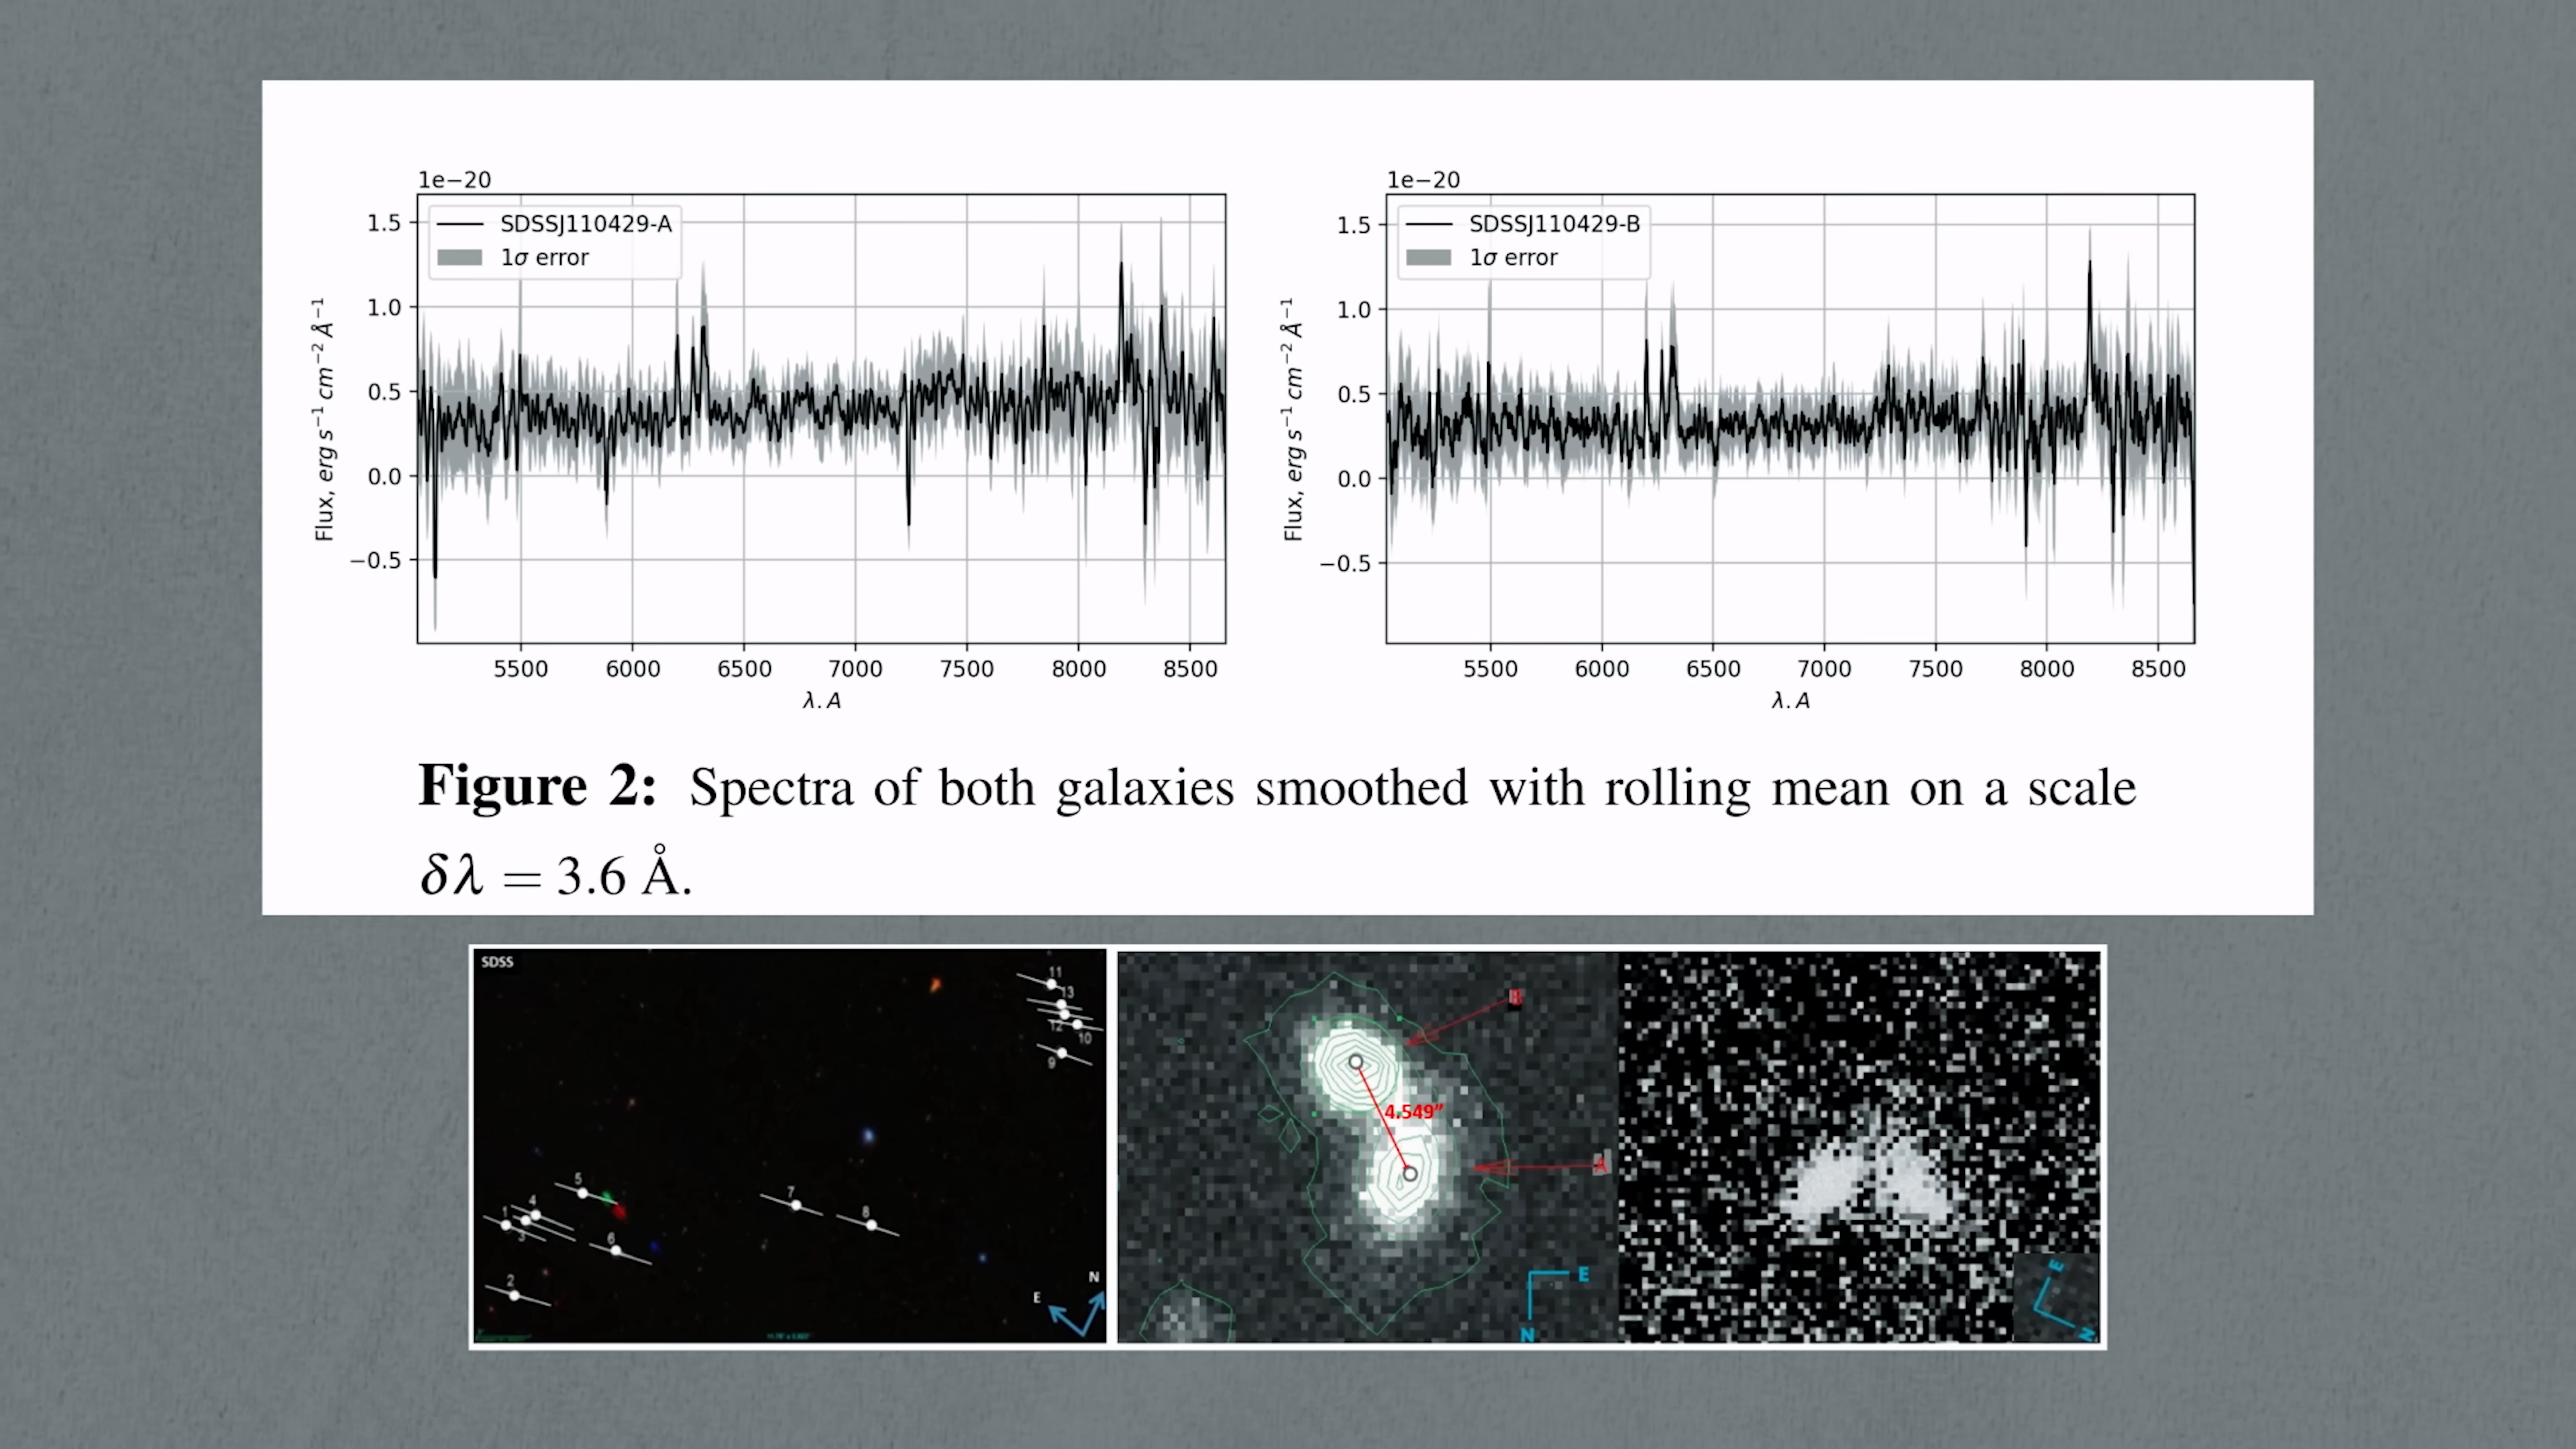 1e−20
1.5
1.0
0.5
0.0
−0.5
Flux, erg s⁻¹ cm⁻² Å⁻¹
SDSSJ110429-A
1σ error
5500 6000 6500 7000 7500 8000 8500
λ. A
1e−20
1.5
1.0
0.5
0.0
−0.5
Flux, erg s⁻¹ cm⁻² Å⁻¹
SDSSJ110429-B
1σ error
5500 6000 6500 7000 7500 8000 8500
λ. A
Figure 2: Spectra of both galaxies smoothed with rolling mean on a scale
δλ = 3.6 Å.
SDSS
11
13
12
10
9
5
4
1
3
7
8
6
2
N
E
B
4.549"
A
E
N
E
N